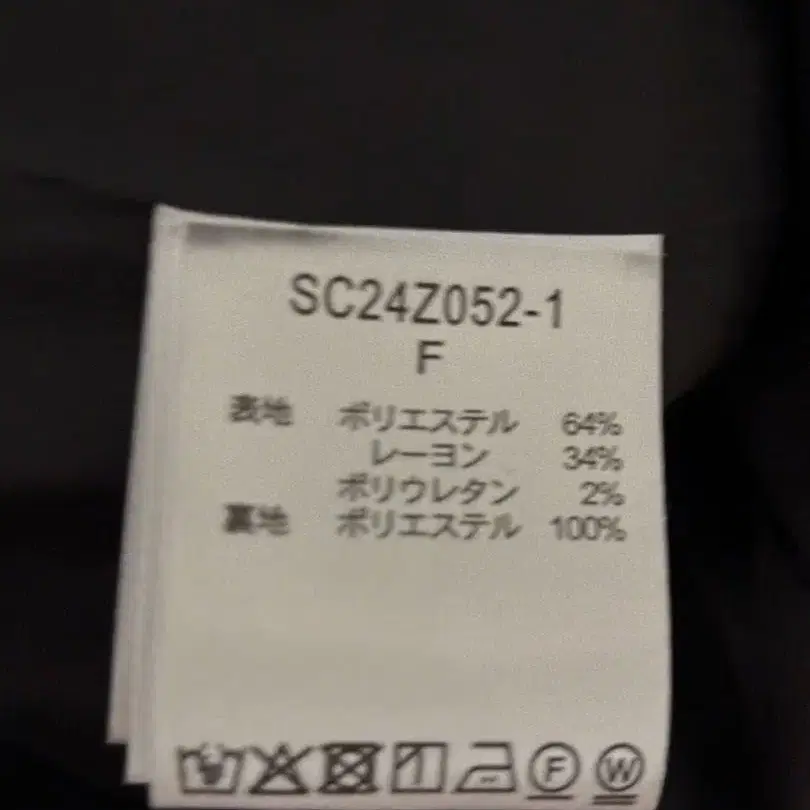 SC24Z052-1
F
表地 ポリエステル 64%
レーヨン 34%
ポリウレタン 2%
裏地 ポリエステル 100%
F W